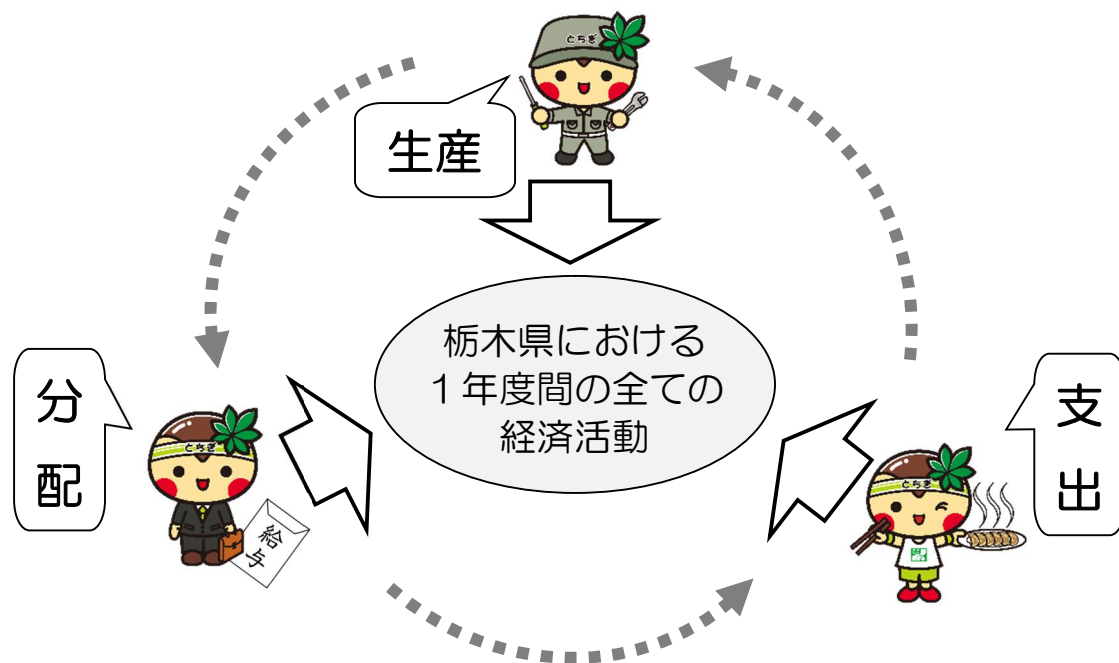 とちぎ
生産
栃木県における
１年度間の全ての
経済活動
分配
とちぎ
給与
支出
とちぎ